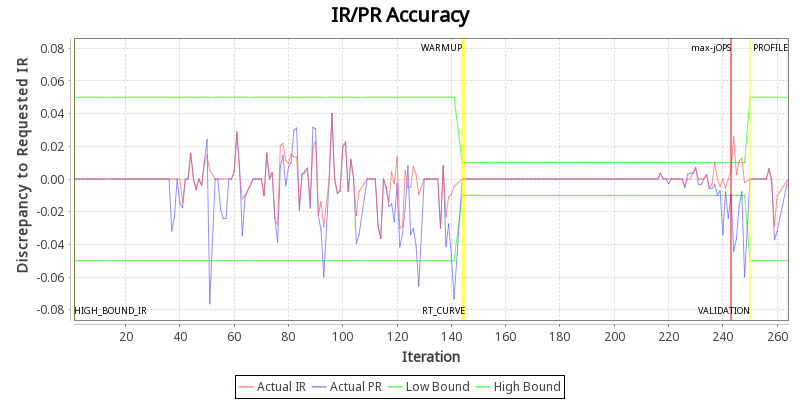 IR/PR Accuracy
Discrepancy to Requested IR
0.08
0.06
0.04
0.02
0.00
-0.02
-0.04
-0.06
-0.08
WARMUP
max-jOPS
PROFILE
HIGH_BOUND_IR
RT_CURVE
VALIDATION
20 40 60 80 100 120 140 160 180 200 220 240 260
Iteration
Actual IR Actual PR Low Bound High Bound